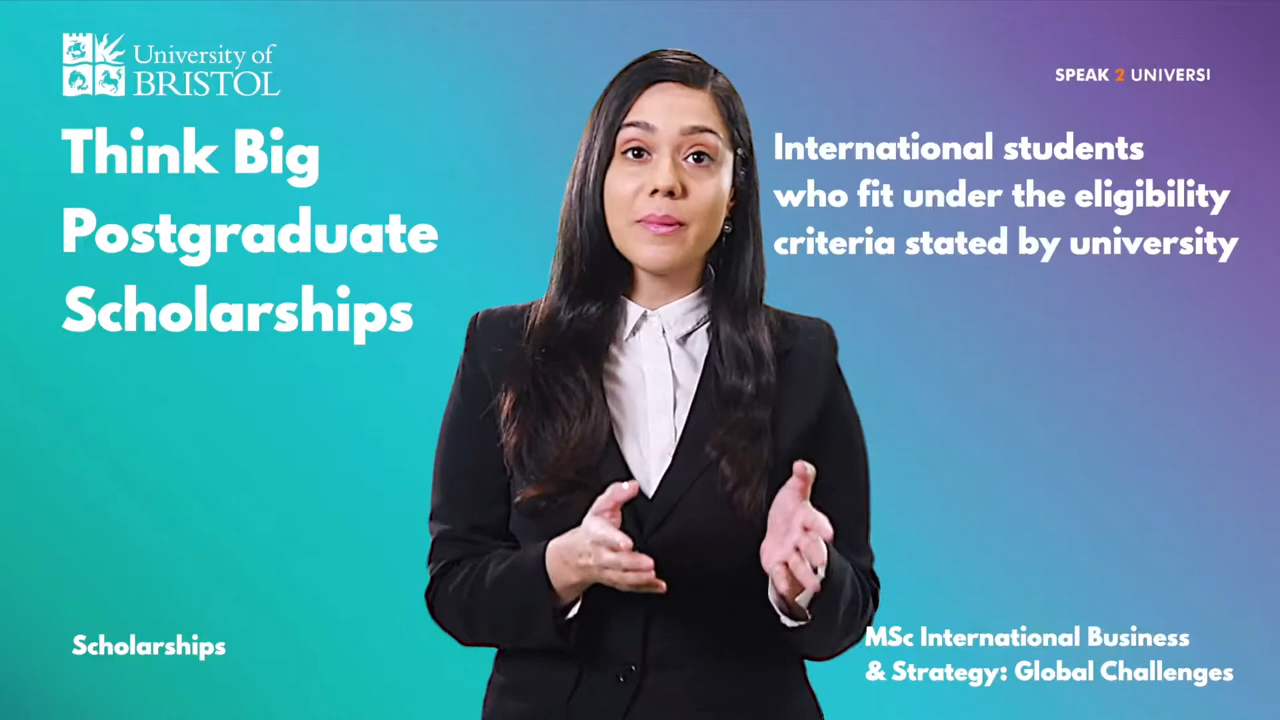 University of
BRISTOL
SPEAK 2 UNIVERSI
Think Big
Postgraduate
Scholarships
International students
who fit under the eligibility
criteria stated by university
Scholarships
MSc International Business
& Strategy: Global Challenges